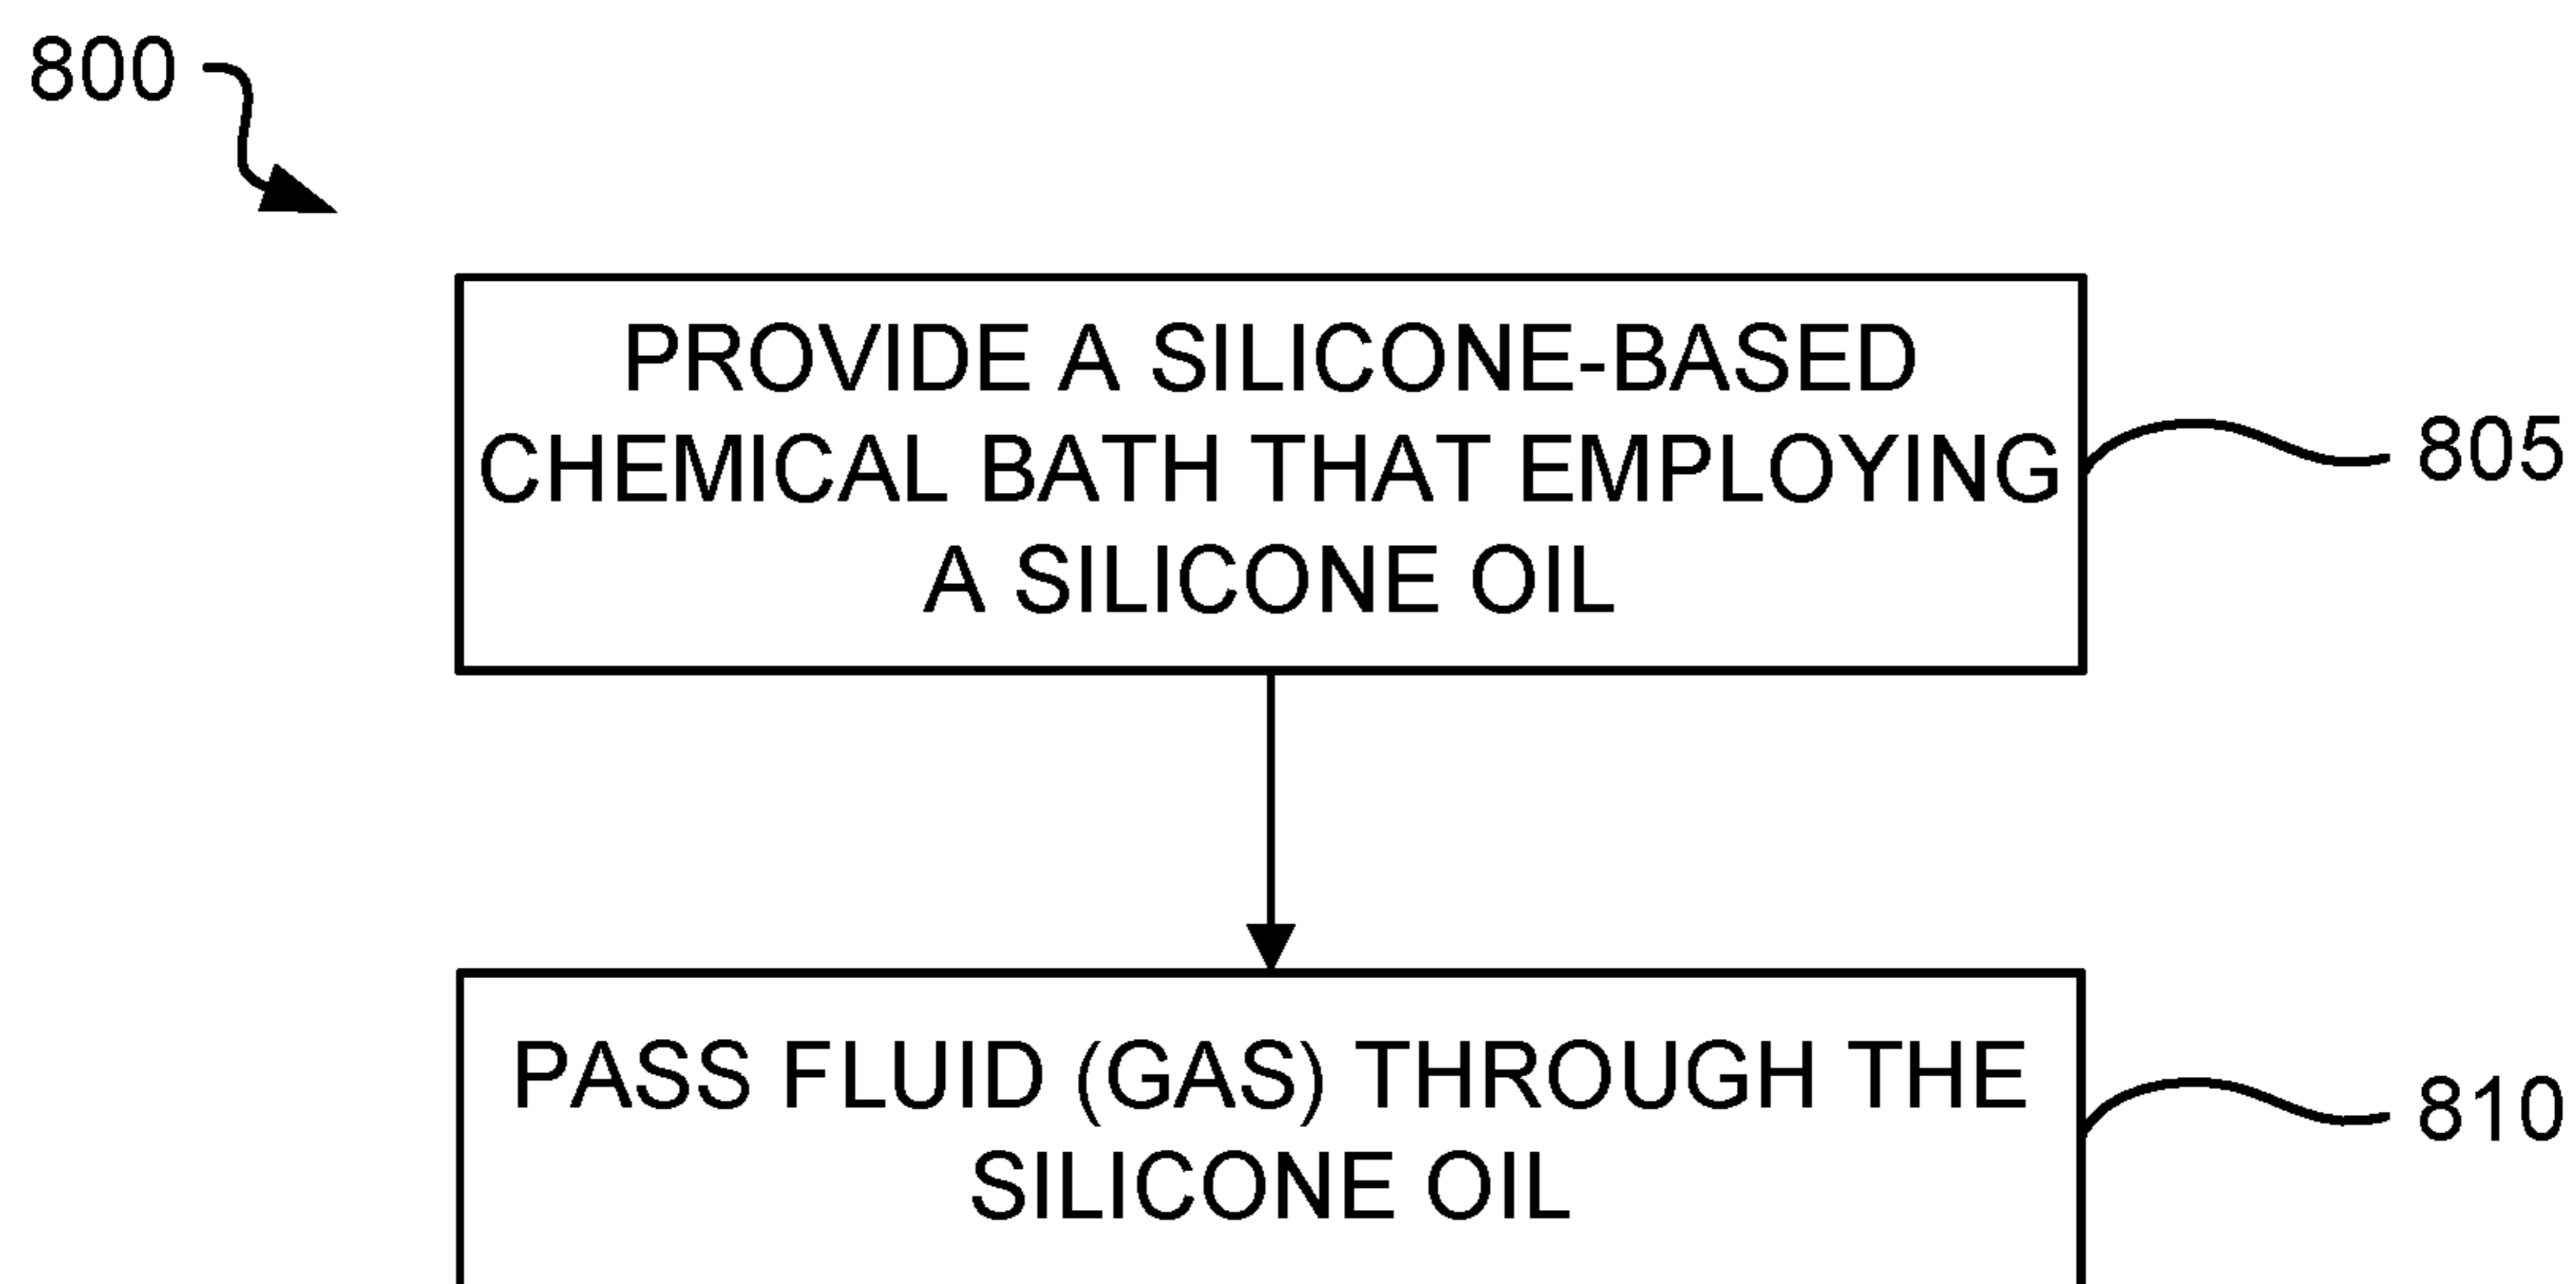 800
PROVIDE A SILICONE-BASED
CHEMICAL BATH THAT EMPLOYING
A SILICONE OIL
805
PASS FLUID (GAS) THROUGH THE
SILICONE OIL
810